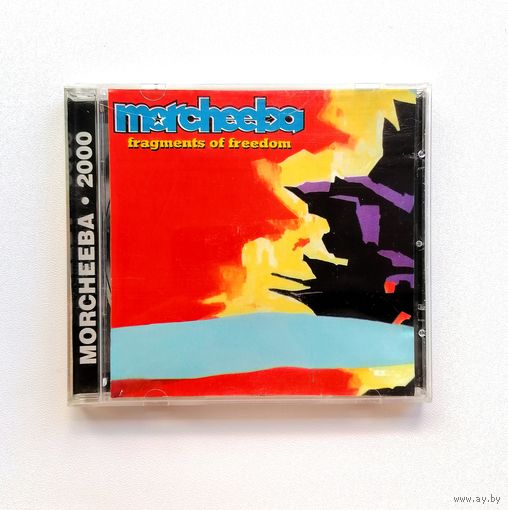 morcheeba
fragments of freedom
MORCHEEBA • 2000
www.ay.by